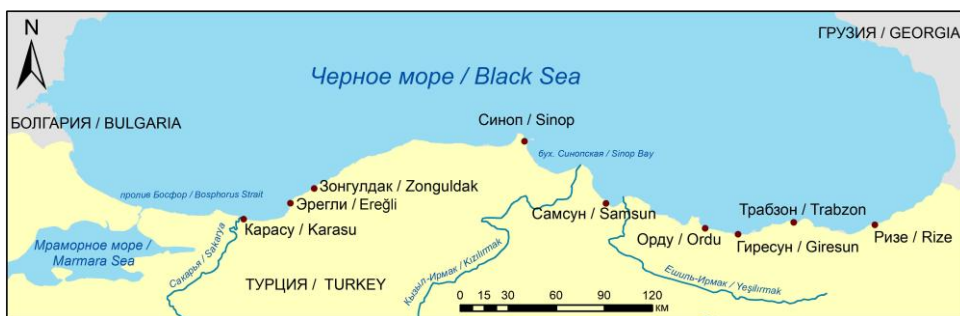 N
ГРУЗИЯ / GEORGIA
Черное море / Black Sea
БОЛГАРИЯ / BULGARIA
Синоп / Sinop
бух. Синопская / Sinop Bay
пролив Босфор / Bosphorus Strait
Зонгулдак / Zonguldak
Эрегли / Ereğli
Карасу / Karasu
Самсун / Samsun
Трабзон / Trabzon
Орду / Ordu
Гиресун / Giresun
Ризе / Rize
Мраморное море /
Marmara Sea
Сакарья / Sakarya
ТУРЦИЯ / TURKEY
Кызыл-Ирмак / Kızılırmak
Ешиль-Ирмак / Yeşilırmak
0 15 30 60 90 120
км